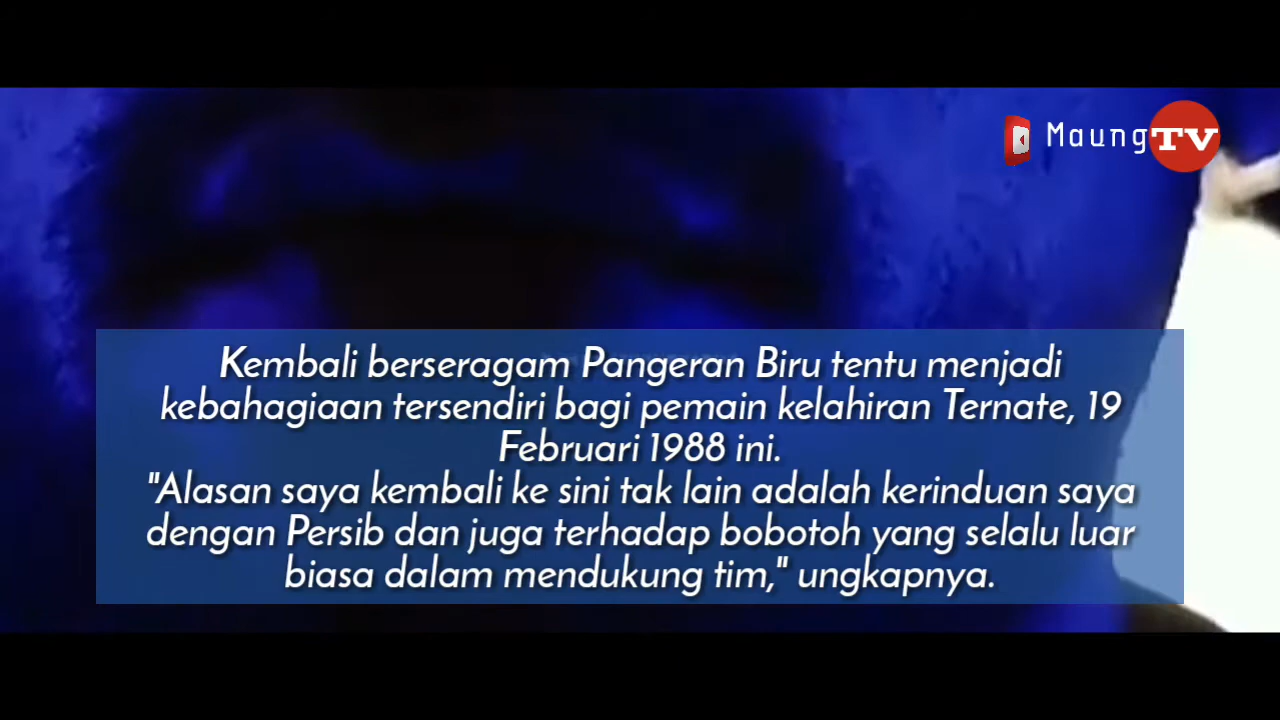 MaungTV
Kembali berseragam Pangeran Biru tentu menjadi
kebahagiaan tersendiri bagi pemain kelahiran Ternate, 19
Februari 1988 ini.
"Alasan saya kembali ke sini tak lain adalah kerinduan saya
dengan Persib dan juga terhadap bobotoh yang selalu luar
biasa dalam mendukung tim," ungkapnya.